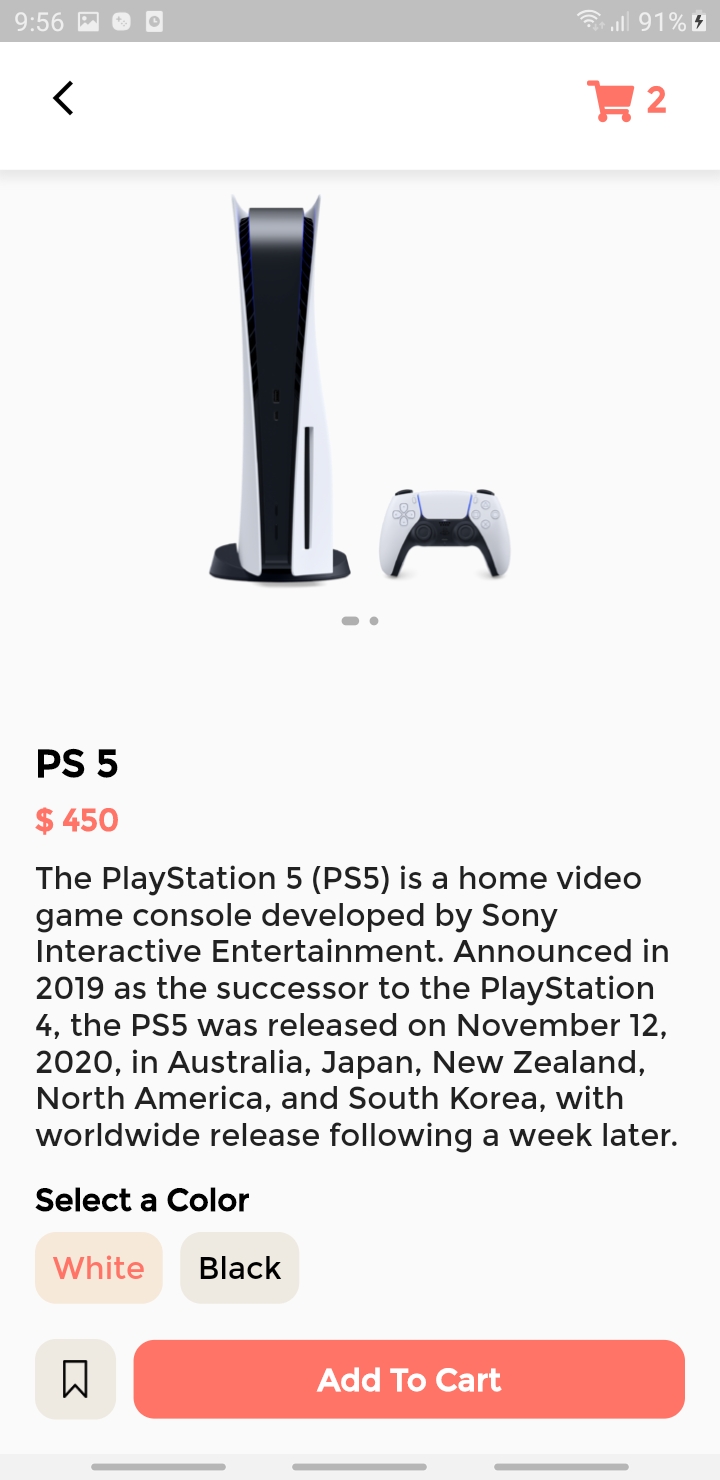 9:56
91%
2
PS 5
$ 450
The PlayStation 5 (PS5) is a home video
game console developed by Sony
Interactive Entertainment. Announced in
2019 as the successor to the PlayStation
4, the PS5 was released on November 12,
2020, in Australia, Japan, New Zealand,
North America, and South Korea, with
worldwide release following a week later.
Select a Color
White
Black
Add To Cart